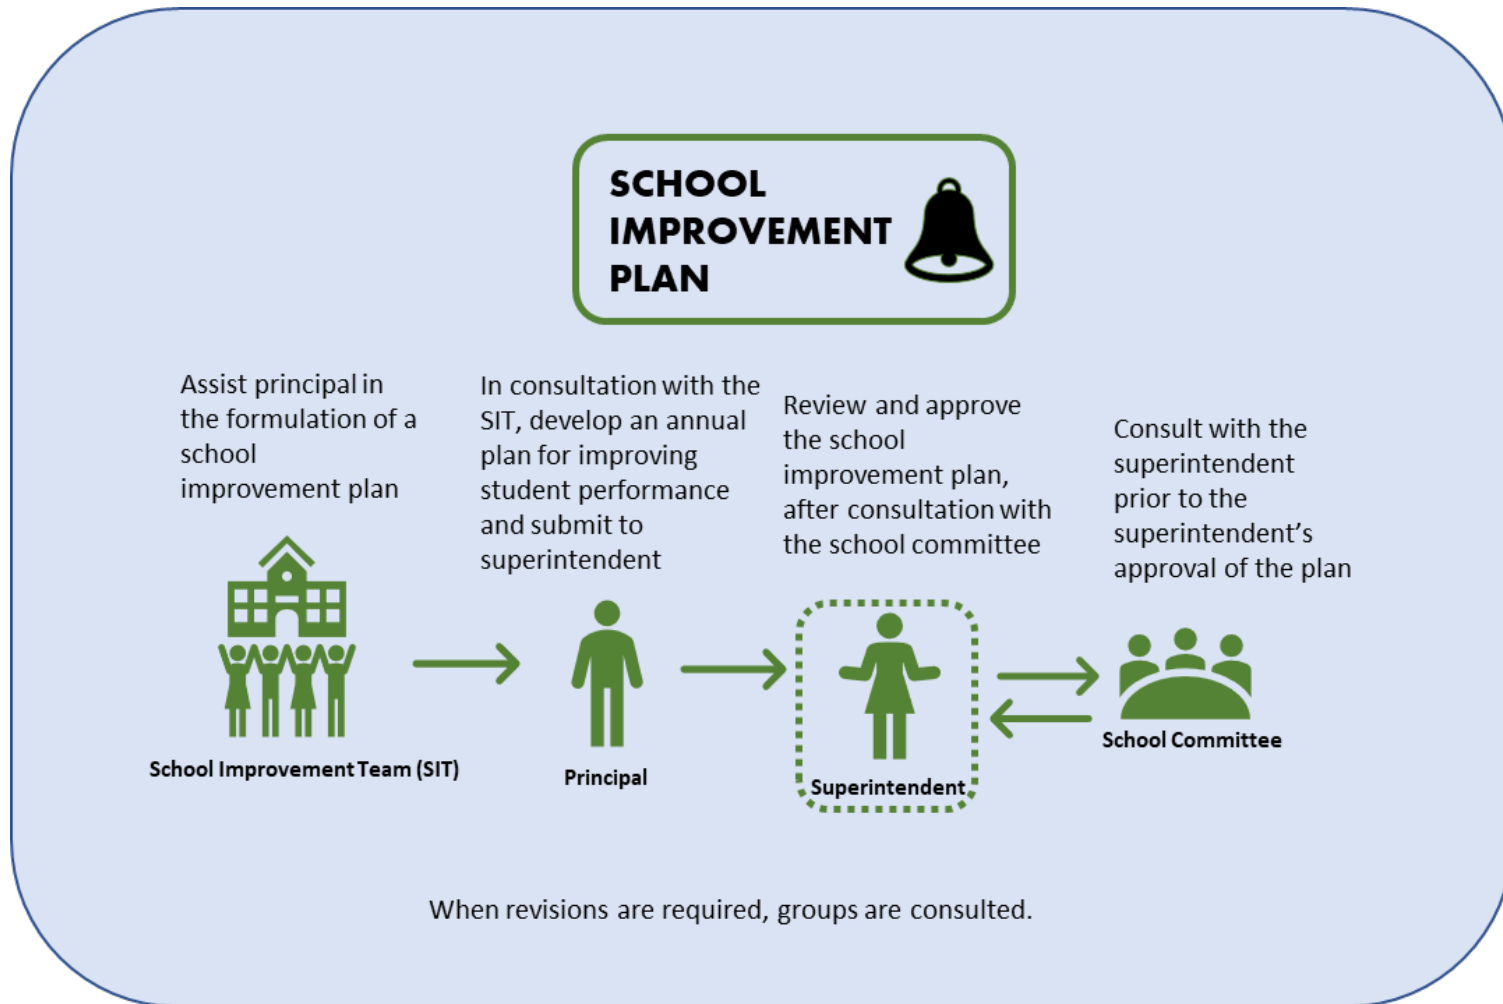 SCHOOL
IMPROVEMENT
PLAN
Assist principal in
the formulation of a
school
improvement plan
In consultation with the
SIT, develop an annual
plan for improving
student performance
and submit to
superintendent
Review and approve
the school
improvement plan,
after consultation with
the school committee
Consult with the
superintendent
prior to the
superintendent’s
approval of the plan
School Improvement Team (SIT)
Principal
Superintendent
School Committee
When revisions are required, groups are consulted.